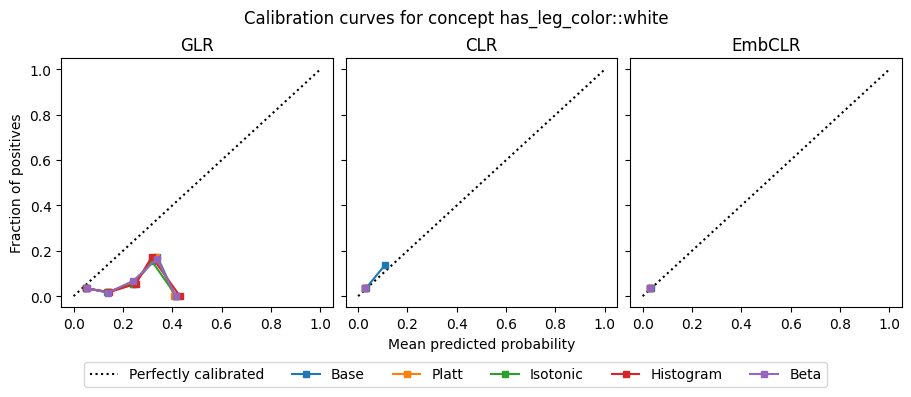 Calibration curves for concept has_leg_color::white
GLR
CLR
EmbCLR
Fraction of positives
1.0
0.8
0.6
0.4
0.2
0.0
0.0 0.2 0.4 0.6 0.8 1.0
0.0 0.2 0.4 0.6 0.8 1.0
0.0 0.2 0.4 0.6 0.8 1.0
Mean predicted probability
Perfectly calibrated Base Platt Isotonic Histogram Beta